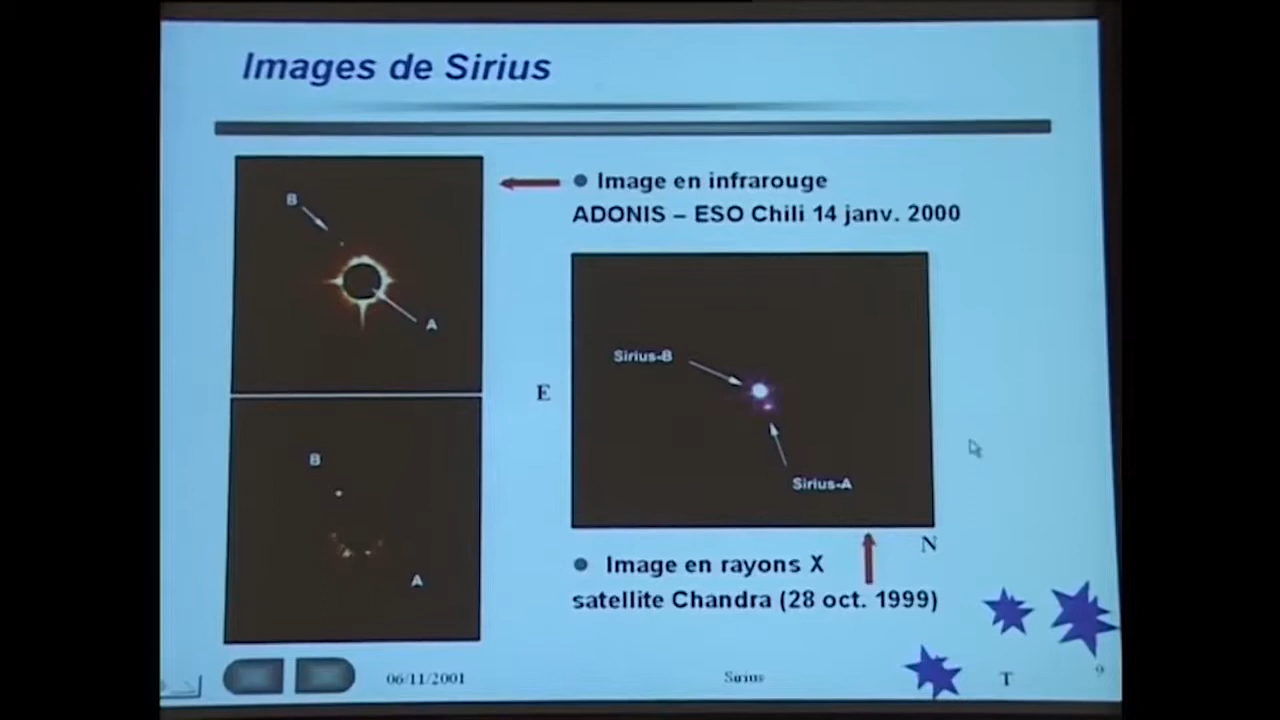 Images de Sirius
B
A
Image en infrarouge
ADONIS – ESO Chili 14 janv. 2000
Sirius-B
E
Sirius-A
B
A
N
Image en rayons X
satellite Chandra (28 oct. 1999)
06/11/2001
Sirius
T
9